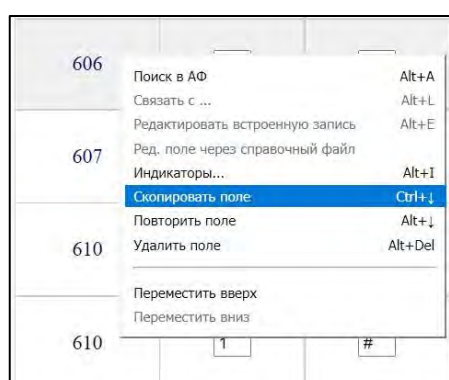 606
Поиск в АФ Alt+A
Связать с ... Alt+L
Редактировать встроенную запись Alt+E
607
Ред. поле через справочный файл
Индикаторы... Alt+I
Скопировать поле Ctrl+↓
Повторить поле Alt+↓
610
Удалить поле Alt+Del
Переместить вверх
Переместить вниз
610 1 #